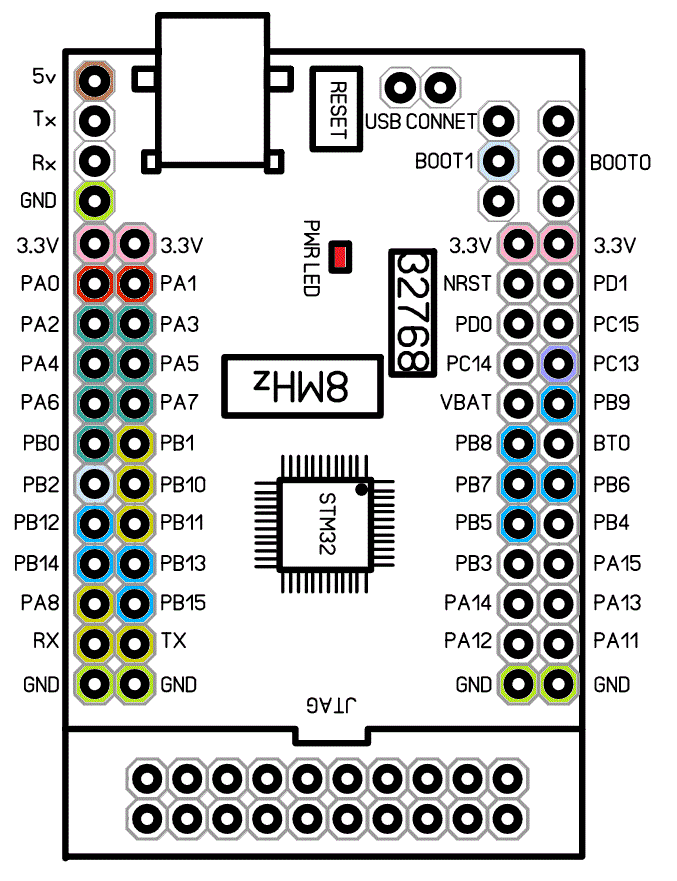 5v
RESET
Tx
USB CONNET
Rx
BOOT1
BOOT0
GND
3.3V
3.3V
PWR LED
3.3V
3.3V
PA0
PA1
32768
NRST
PD1
PA2
PA3
PD0
PC15
PA4
PA5
PC14
PC13
8MHz
PA6
PA7
VBAT
PB9
PB0
PB1
PB8
BT0
PB2
PB10
PB7
PB6
PB12
PB11
STM32
PB5
PB4
PB14
PB13
PB3
PA15
PA8
PB15
PA14
PA13
RX
TX
PA12
PA11
GND
GND
GND
GND
JTAG